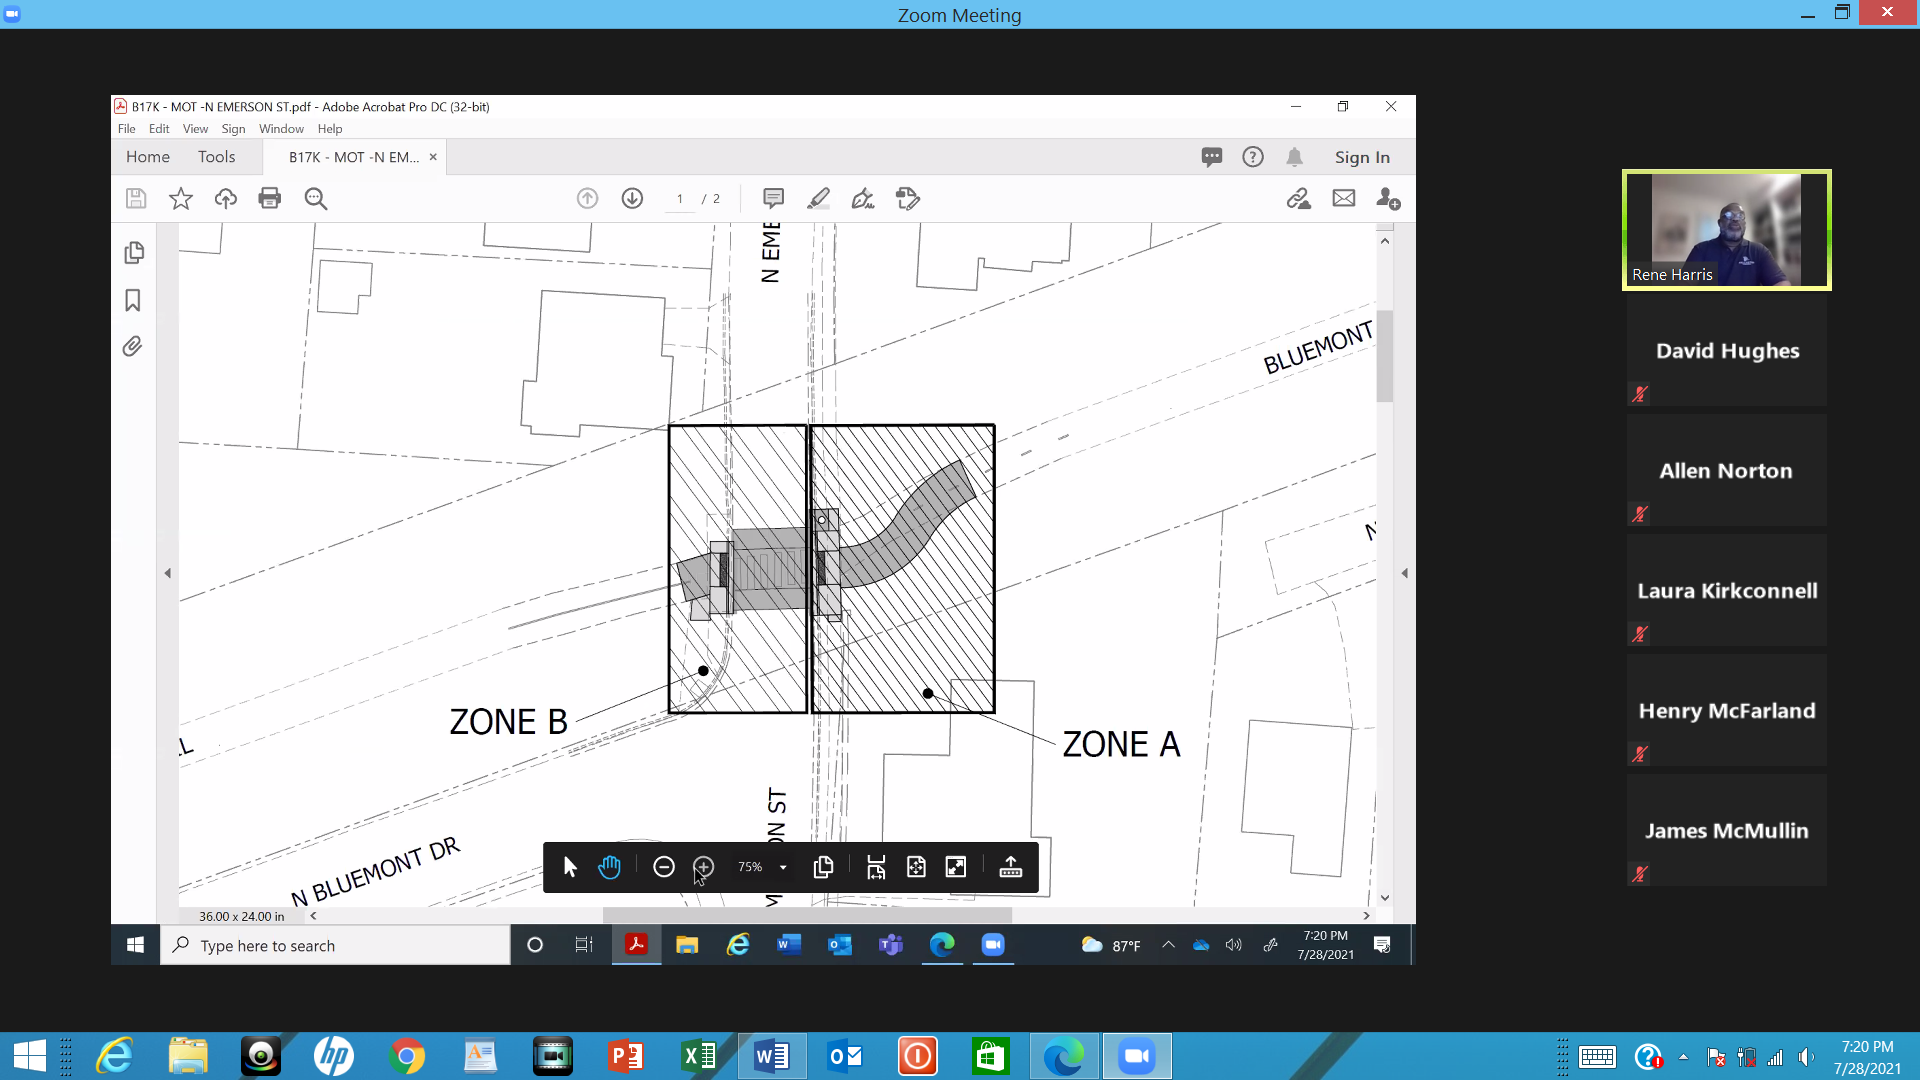 Zoom Meeting
B17K - MOT -N EMERSON ST.pdf - Adobe Acrobat Pro DC (32-bit)
File Edit View Sign Window Help
Home Tools B17K - MOT -N EM... ×
Sign In
1 / 2
N EME
BLUEMONT
ZONE B
ZONE A
N BLUEMONT DR
ON ST
75%
36.00 x 24.00 in
Type here to search
87°F
7:20 PM
7/28/2021
Rene Harris
David Hughes
Allen Norton
Laura Kirkconnell
Henry McFarland
James McMullin
7:20 PM
7/28/2021